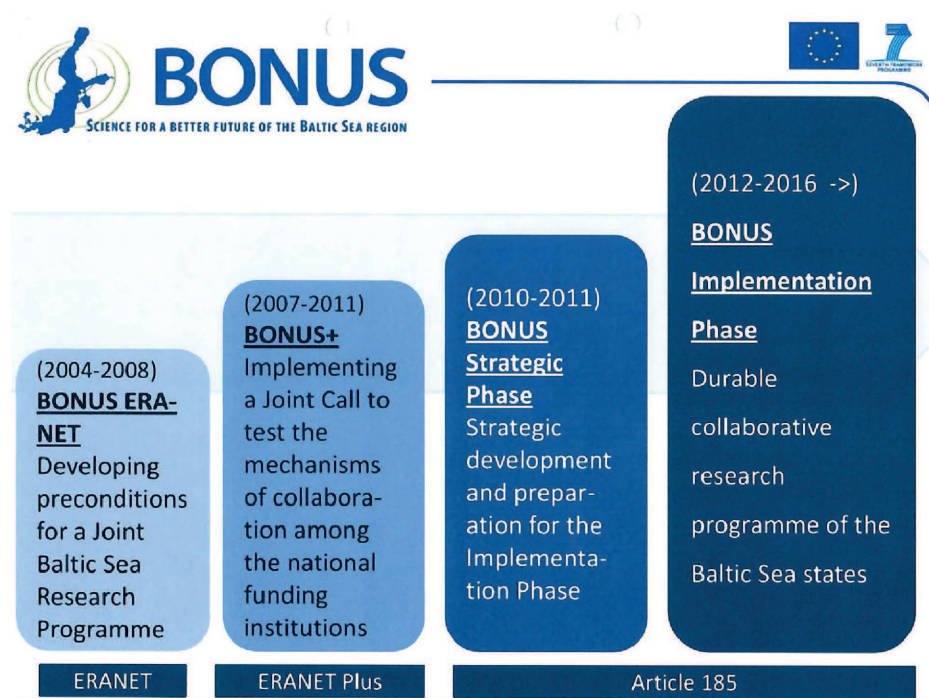 BONUS
SCIENCE FOR A BETTER FUTURE OF THE BALTIC SEA REGION
SEVENTH FRAMEWORK
PROGRAMME
(2004-2008)
BONUS ERA-
NET
Developing
preconditions
for a Joint
Baltic Sea
Research
Programme
(2007-2011)
BONUS+
Implementing
a Joint Call to
test the
mechanisms
of collabora-
tion among
the national
funding
institutions
(2010-2011)
BONUS
Strategic
Phase
Strategic
development
and prepar-
ation for the
Implementa-
tion Phase
(2012-2016 ->)
BONUS
Implementation
Phase
Durable
collaborative
research
programme of the
Baltic Sea states
ERANET
ERANET Plus
Article 185